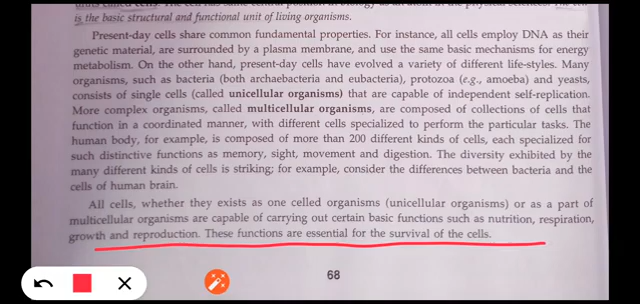 is the basic structural and functional unit of living organisms.
Present-day cells share common fundamental properties. For instance, all cells employ DNA as their
genetic material, are surrounded by a plasma membrane, and use the same basic mechanisms for energy
metabolism. On the other hand, present-day cells have evolved a variety of different life-styles. Many
organisms, such as bacteria (both archaebacteria and eubacteria), protozoa (e.g., amoeba) and yeasts,
consists of single cells (called unicellular organisms) that are capable of independent self-replication.
More complex organisms, called multicellular organisms, are composed of collections of cells that
function in a coordinated manner, with different cells specialized to perform the particular tasks. The
human body, for example, is composed of more than 200 different kinds of cells, each specialized for
such distinctive functions as memory, sight, movement and digestion. The diversity exhibited by the
many different kinds of cells is striking; for example, consider the differences between bacteria and the
cells of human brain.
All cells, whether they exists as one celled organisms (unicellular organisms) or as a part of
multicellular organisms are capable of carrying out certain basic functions such as nutrition, respiration,
growth and reproduction. These functions are essential for the survival of the cells.
68